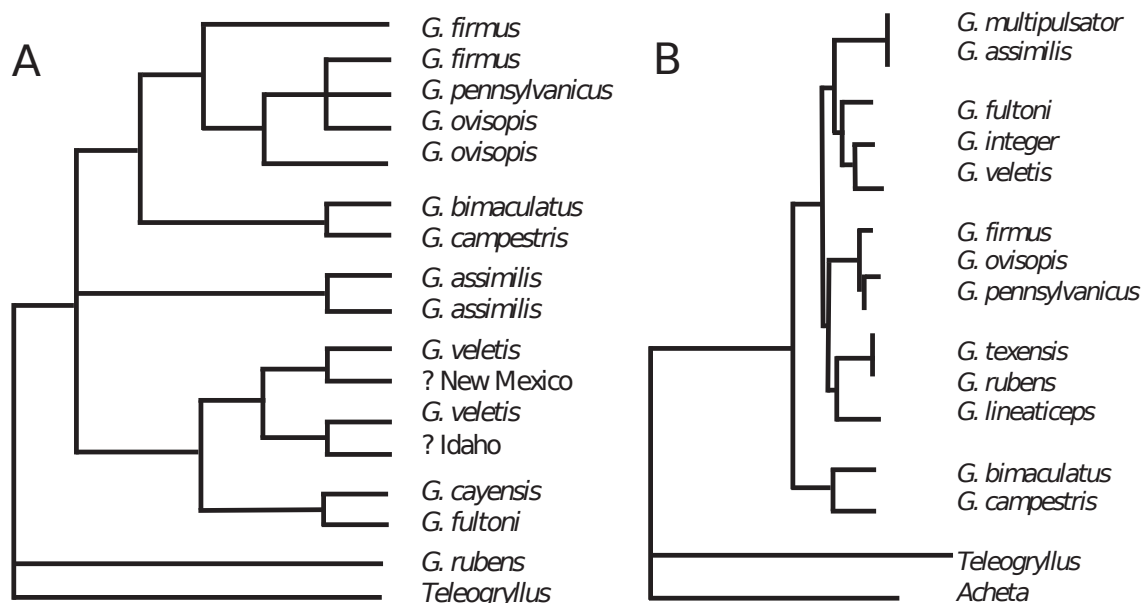 A
G. firmus
G. firmus
G. pennsylvanicus
G. ovisopis
G. ovisopis
G. bimaculatus
G. campestris
G. assimilis
G. assimilis
G. veletis
? New Mexico
G. veletis
? Idaho
G. cayensis
G. fultoni
G. rubens
Teleogryllus
B
G. multipulsator
G. assimilis
G. fultoni
G. integer
G. veletis
G. firmus
G. ovisopis
G. pennsylvanicus
G. texensis
G. rubens
G. lineaticeps
G. bimaculatus
G. campestris
Teleogryllus
Acheta